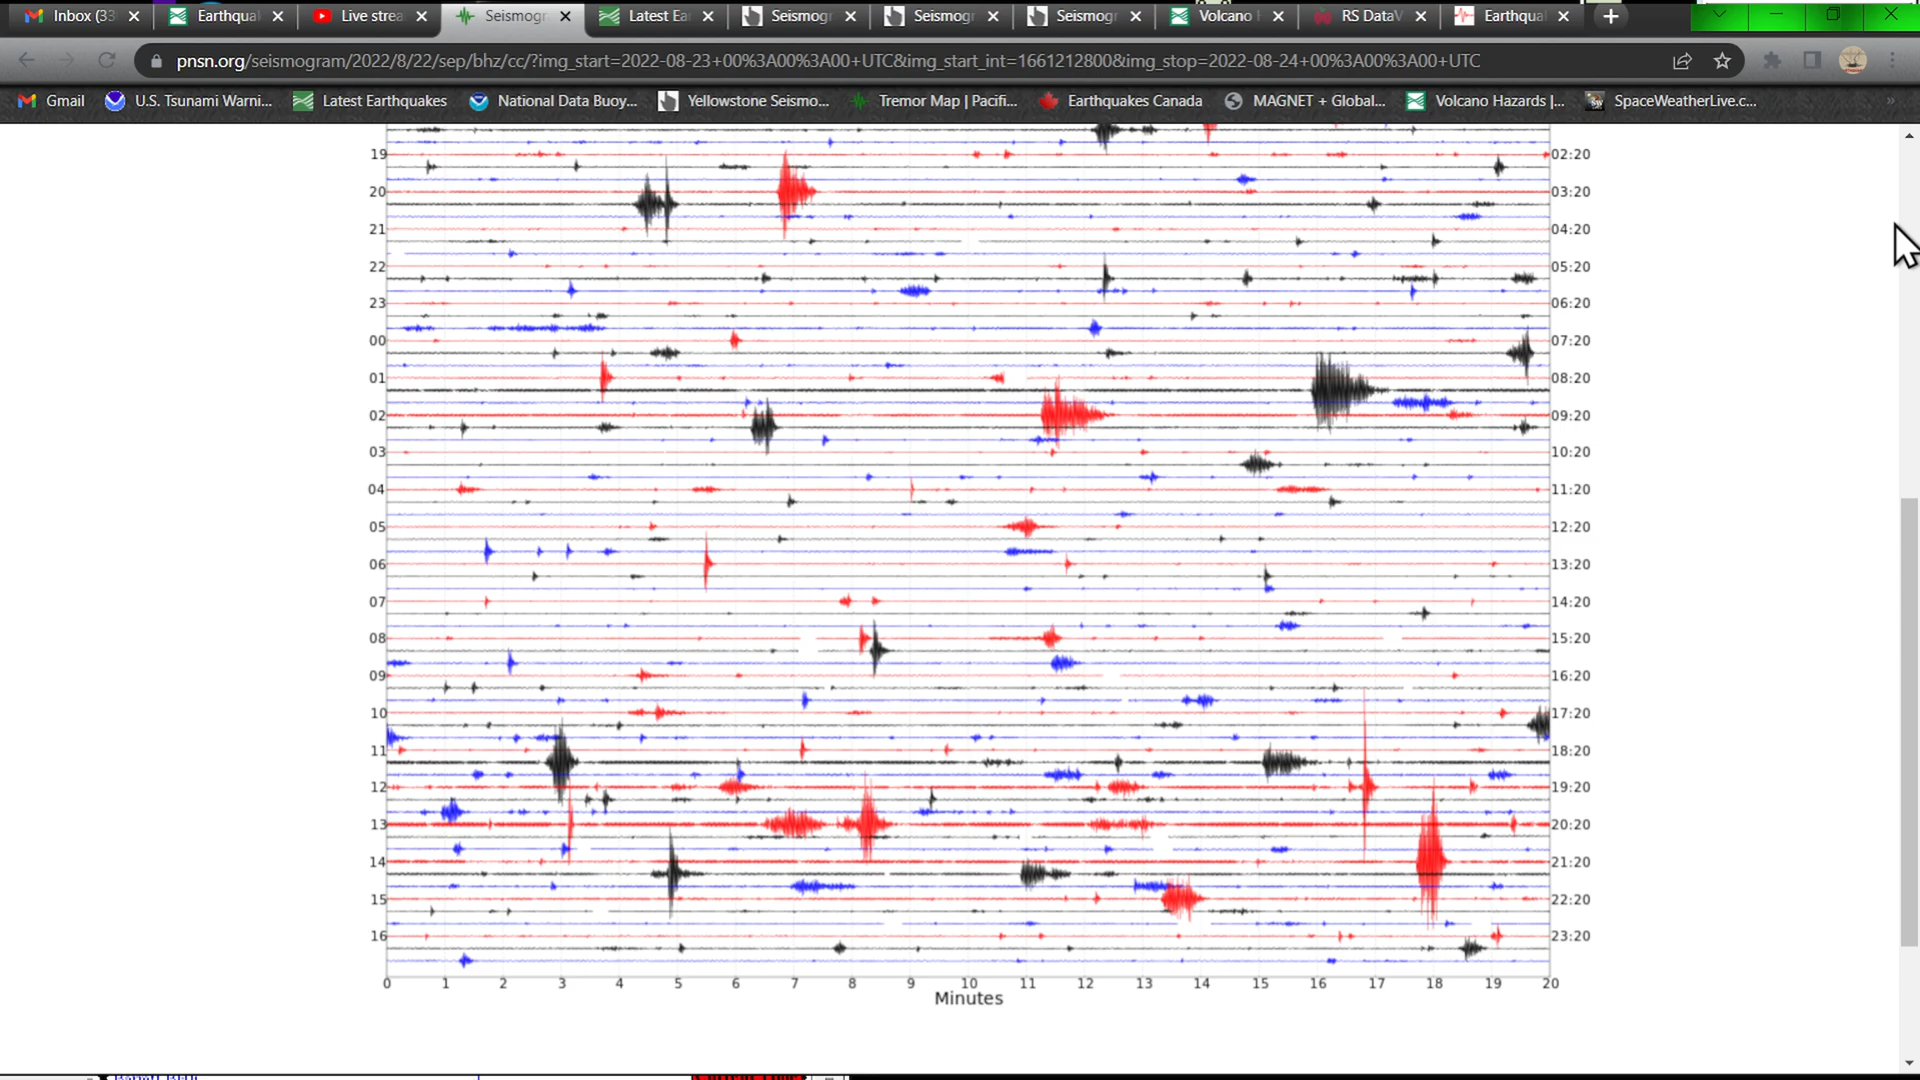 Inbox (33
Earthqual
Live strea
Seismogr
Latest Ea
Seismogr
Seismogr
Seismogr
Volcano
RS DataV
Earthqua
pnsn.org/seismogram/2022/8/22/sep/bhz/cc/?img_start=2022-08-23+00%3A00%3A00+UTC&img_start_int=1661212800&img_stop=2022-08-24+00%3A00%3A00+UTC
Gmail
U.S. Tsunami Warni...
Latest Earthquakes
National Data Buoy...
Yellowstone Seismo...
Tremor Map | Pacifi...
Earthquakes Canada
MAGNET + Global...
Volcano Hazards |...
SpaceWeatherLive.c...
19 02:20
20 03:20
21 04:20
22 05:20
23 06:20
00 07:20
01 08:20
02 09:20
03 10:20
04 11:20
05 12:20
06 13:20
07 14:20
08 15:20
09 16:20
10 17:20
11 18:20
12 19:20
13 20:20
14 21:20
15 22:20
16 23:20
0 1 2 3 4 5 6 7 8 9 10 11 12 13 14 15 16 17 18 19 20
Minutes